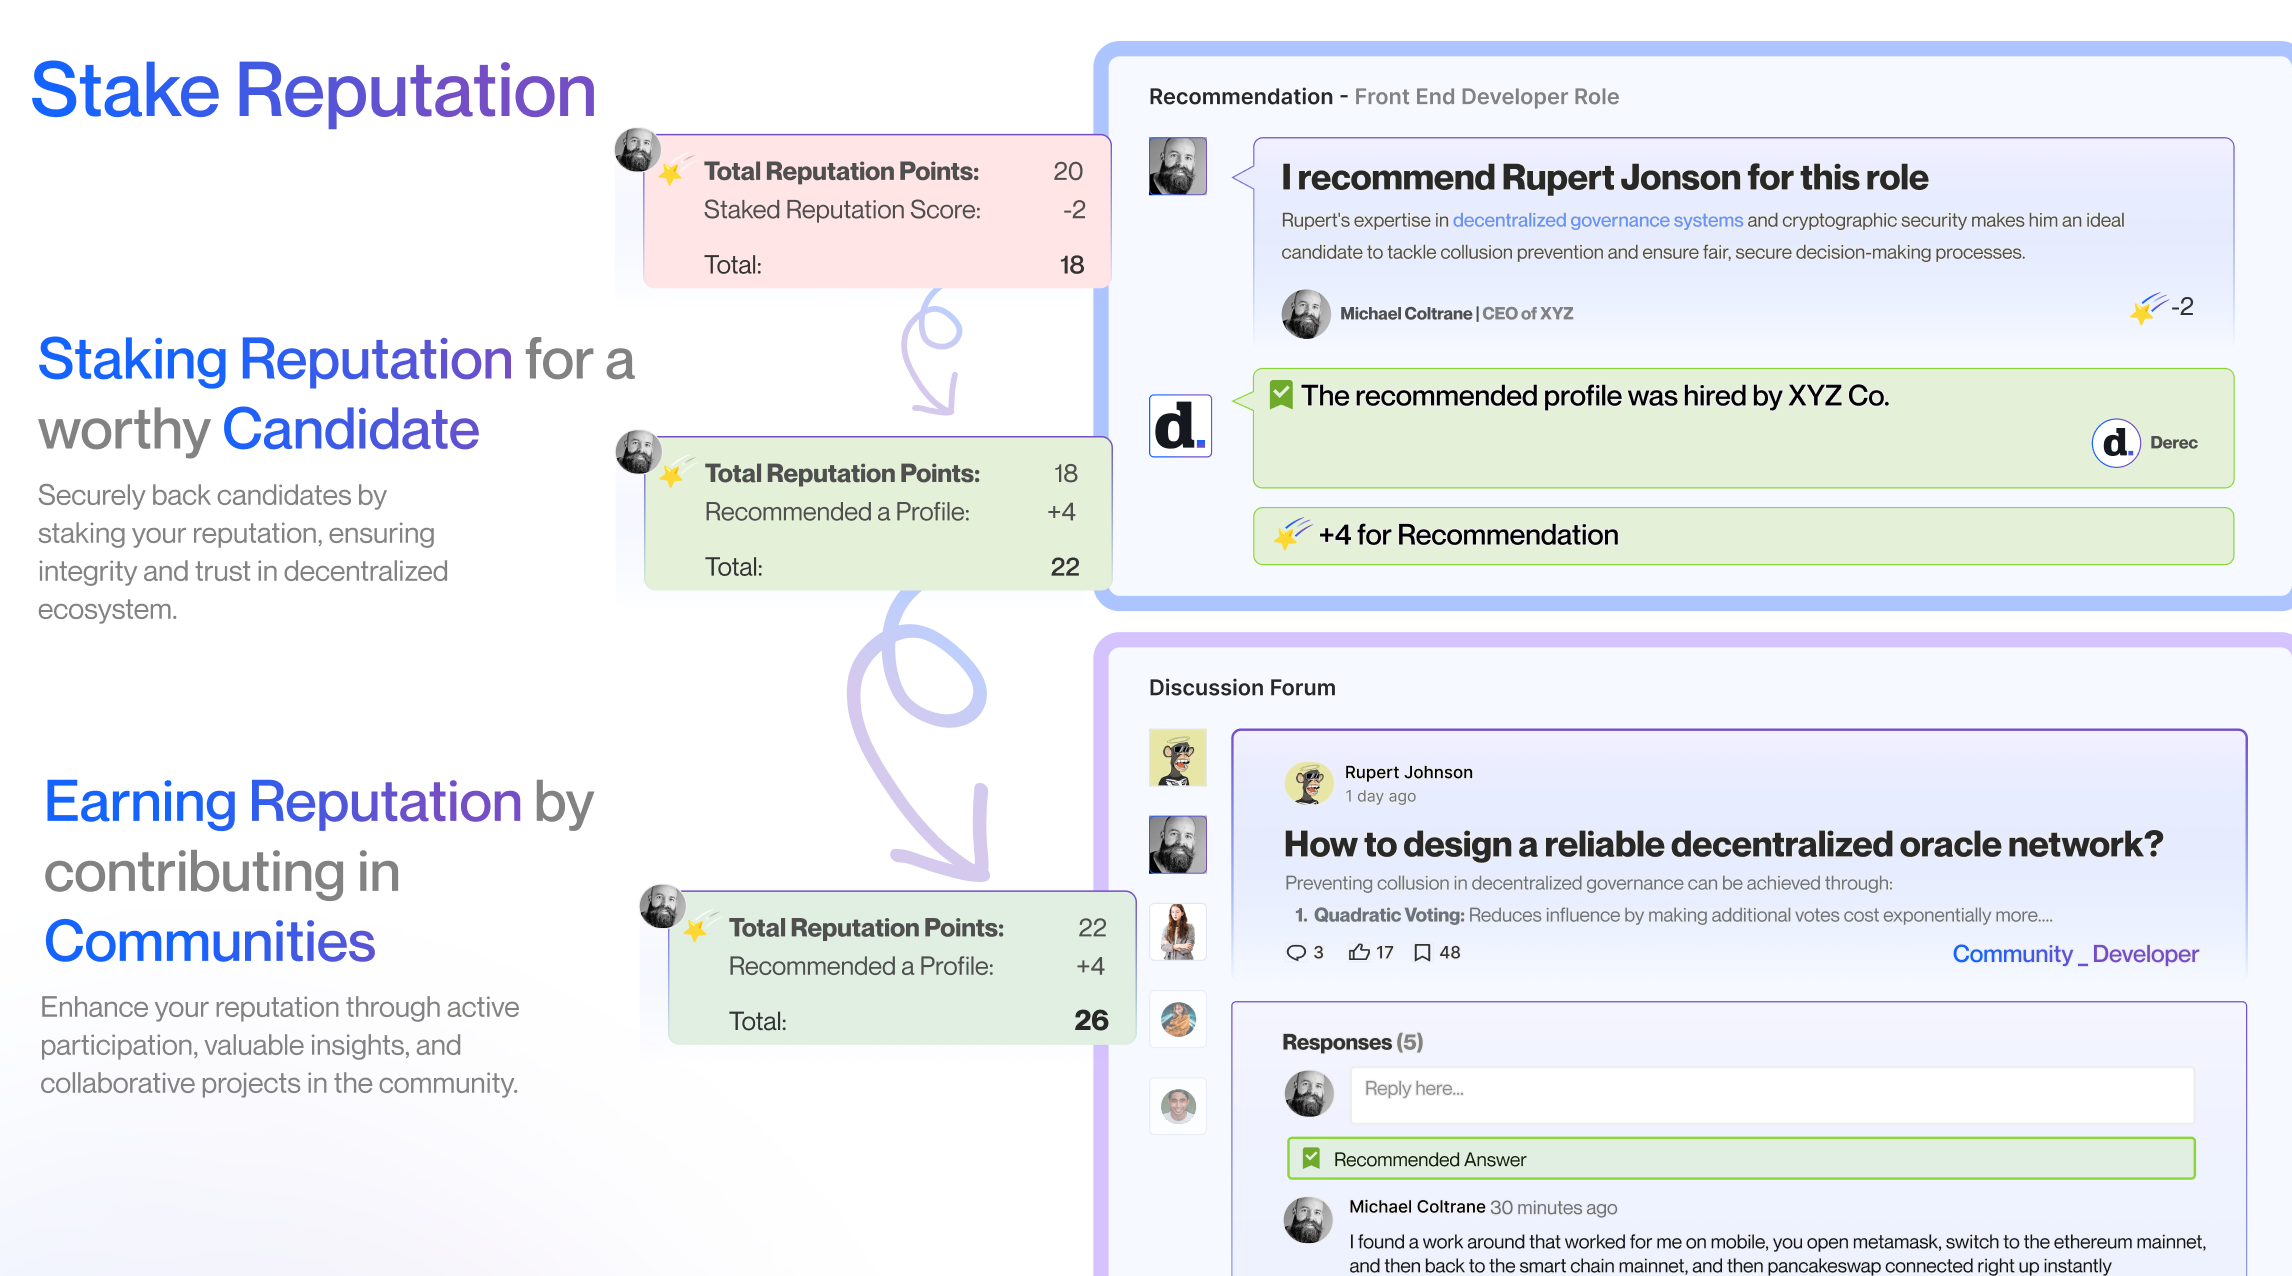 Stake Reputation
Total Reputation Points: 20
Staked Reputation Score: -2
Total: 18
Staking Reputation for a
worthy Candidate
Securely back candidates by
staking your reputation, ensuring
integrity and trust in decentralized
ecosystem.
Total Reputation Points: 18
Recommended a Profile: +4
Total: 22
Earning Reputation by
contributing in
Communities
Enhance your reputation through active
participation, valuable insights, and
collaborative projects in the community.
Total Reputation Points: 22
Recommended a Profile: +4
Total: 26
Recommendation - Front End Developer Role
I recommend Rupert Jonson for this role
Rupert's expertise in decentralized governance systems and cryptographic security makes him an ideal
candidate to tackle collusion prevention and ensure fair, secure decision-making processes.
Michael Coltrane | CEO of XYZ
-2
d.
The recommended profile was hired by XYZ Co.
d. Derec
+4 for Recommendation
Discussion Forum
Rupert Johnson
1 day ago
How to design a reliable decentralized oracle network?
Preventing collusion in decentralized governance can be achieved through:
1. Quadratic Voting: Reduces influence by making additional votes cost exponentially more....
3 17 48
Community _ Developer
Responses (5)
Reply here...
Recommended Answer
Michael Coltrane 30 minutes ago
I found a work around that worked for me on mobile, you open metamask, switch to the ethereum mainnet,
and then back to the smart chain mainnet, and then pancakeswap connected right up instantly